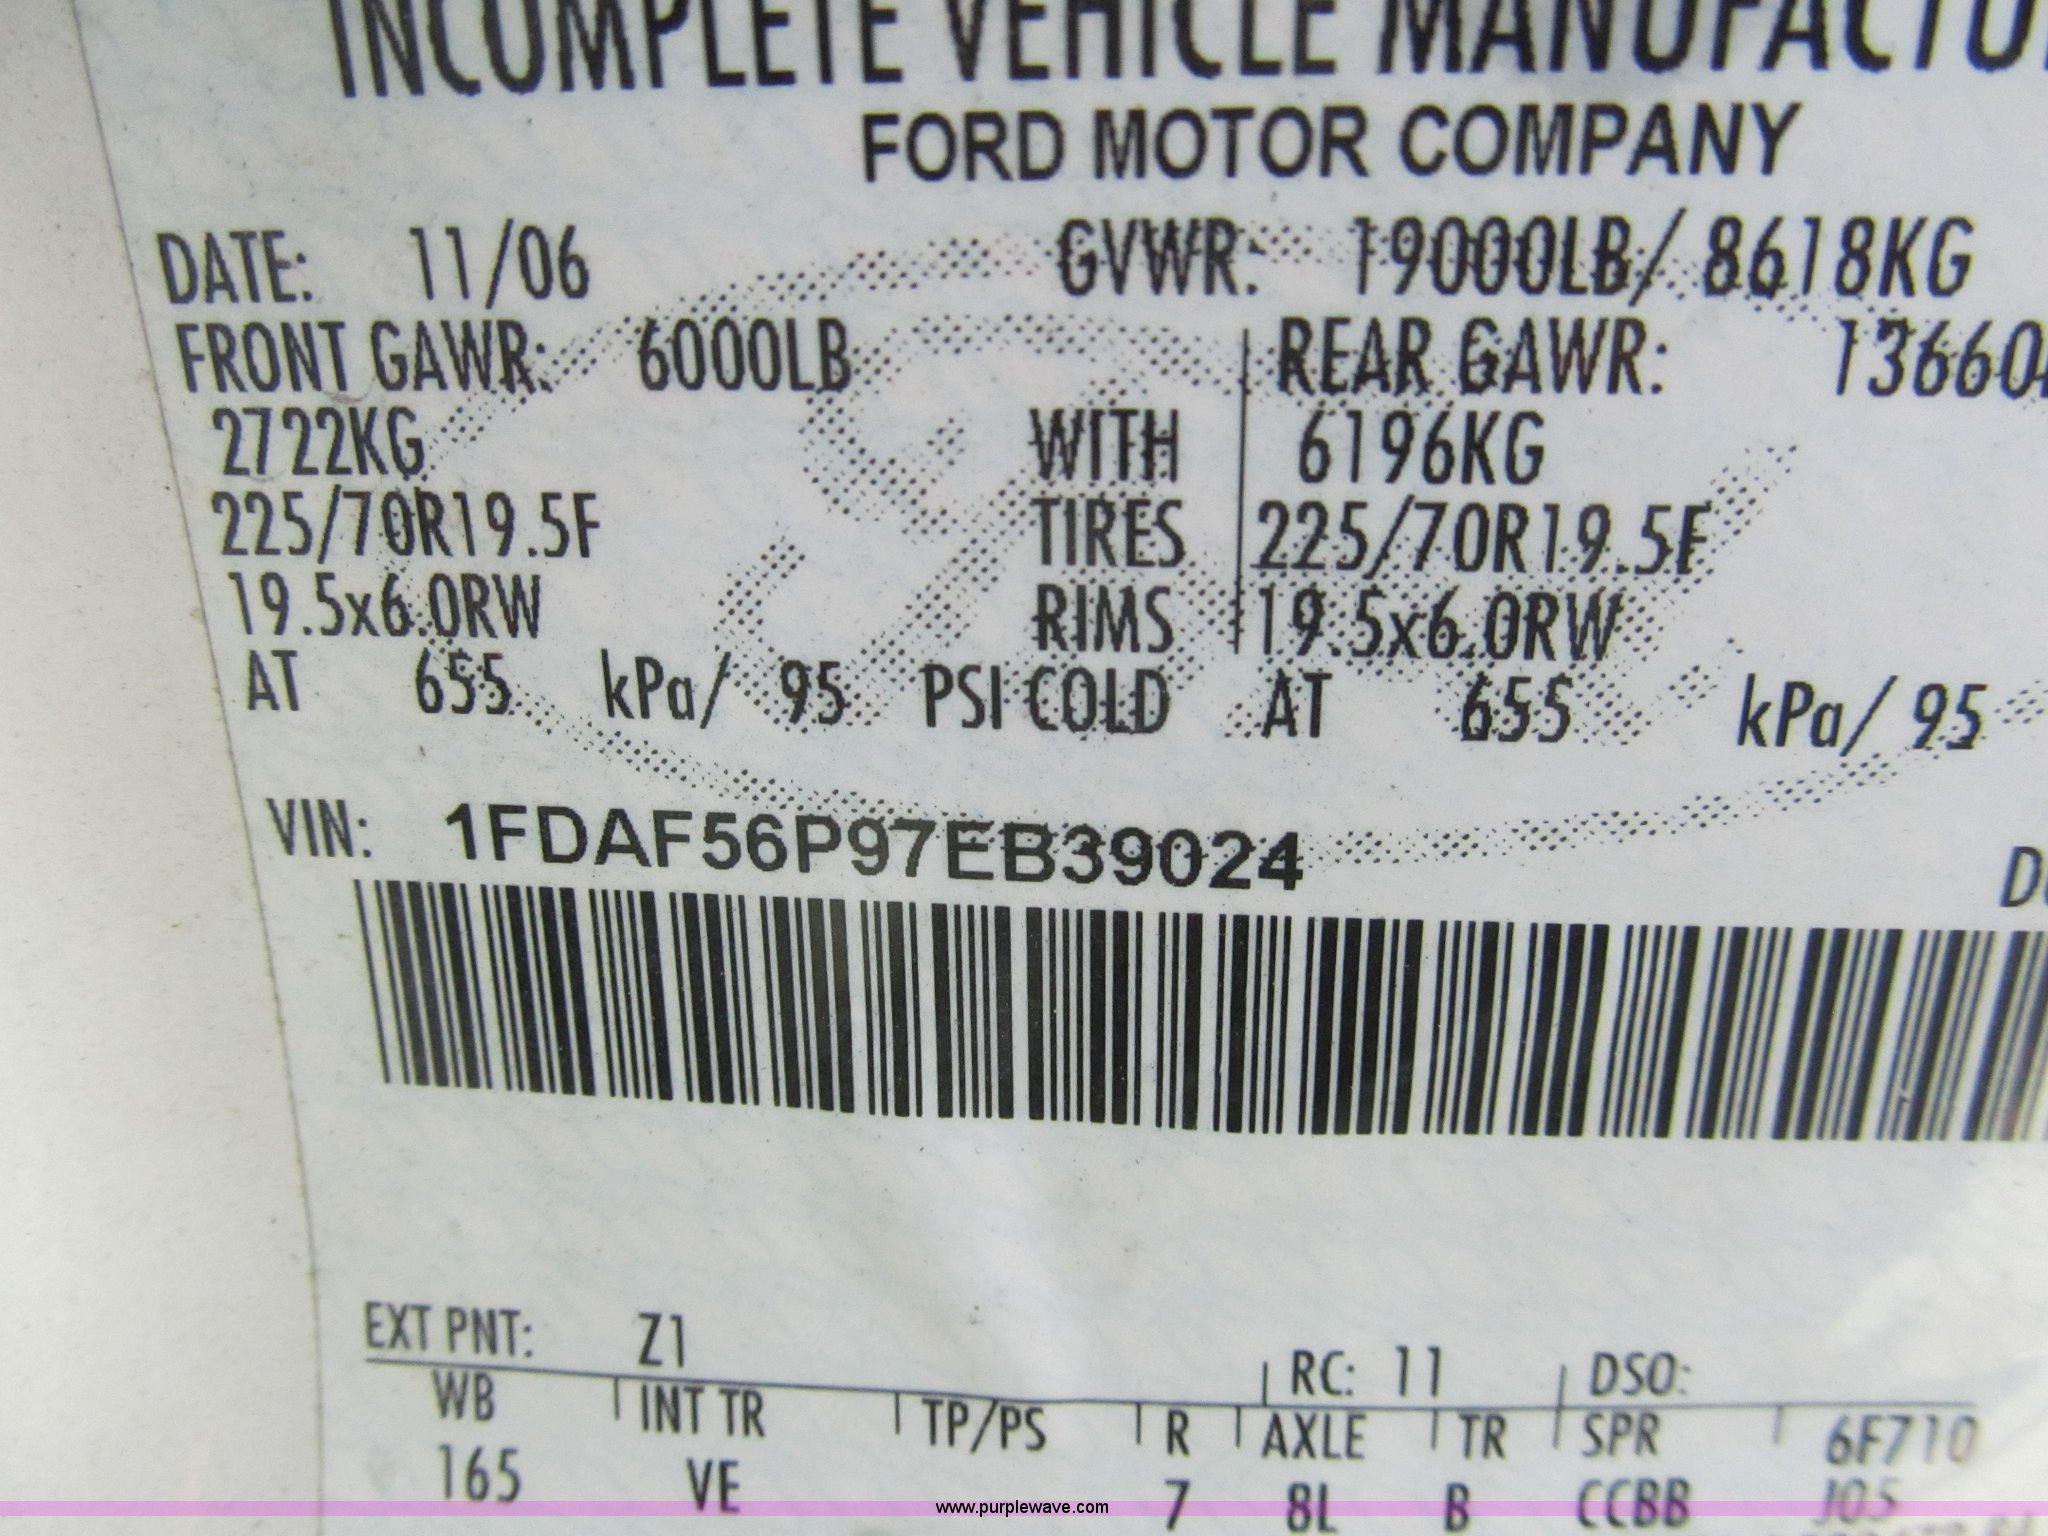 INCOMPLETE VEHICLE MANUFACTU
FORD MOTOR COMPANY
DATE: 11/06 GVWR: 19000LB/ 8618KG
FRONT GAWR: 6000LB REAR GAWR: 13660
2722KG WITH 6196KG
225/70R19.5F TIRES 225/70R19.5F
19.5x6.0RW RIMS 19.5x6.0RW
AT 655 kPa/ 95 PSI COLD AT 655 kPa/ 95
VIN: 1FDAF56P97EB39024
EXT PNT: Z1 RC: 11 DSO:
WB INT TR TP/PS R AXLE TR SPR 6F710
165 VE 7 8L B CCBB J05
www.purplewave.com